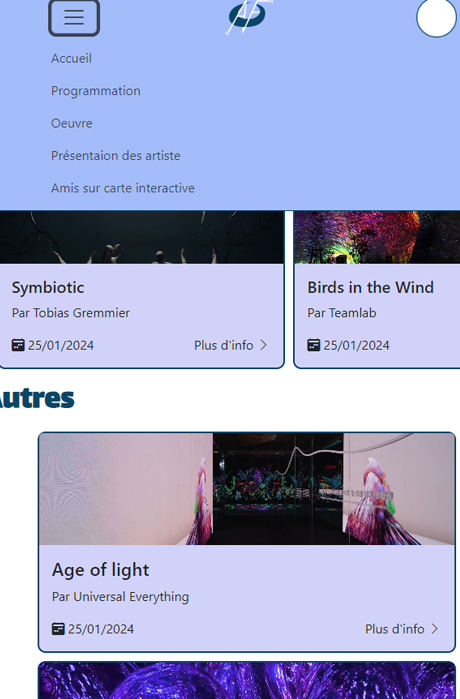 Accueil
Programmation
Oeuvre
Présentaion des artiste
Amis sur carte interactive
Symbiotic
Par Tobias Gremmier
25/01/2024 Plus d'info
Birds in the Wind
Par Teamlab
25/01/2024
Autres
Age of light
Par Universal Everything
25/01/2024 Plus d'info